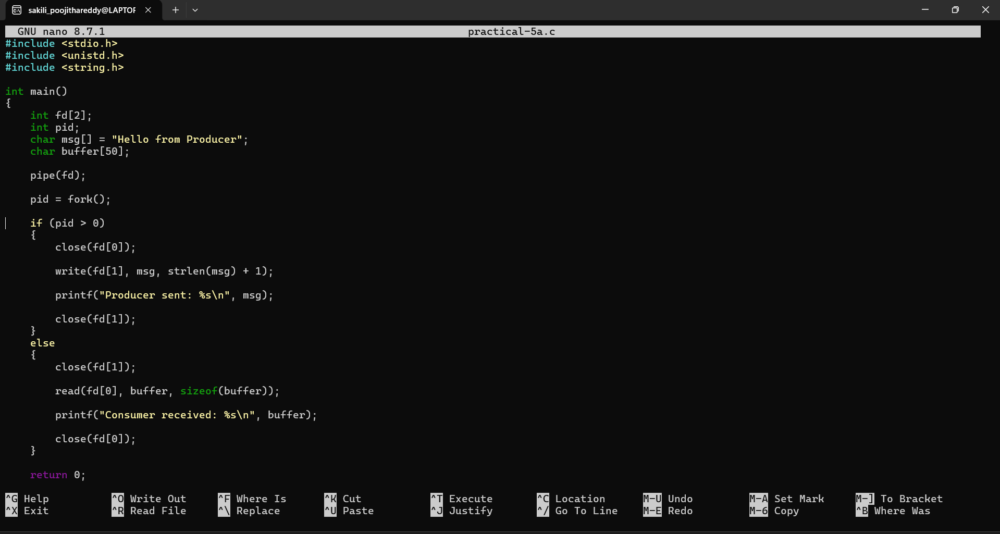 sakili_poojithareddy@LAPTOP
GNU nano 8.7.1 practical-5a.c
#include <stdio.h>
#include <unistd.h>
#include <string.h>

int main()
{
    int fd[2];
    int pid;
    char msg[] = "Hello from Producer";
    char buffer[50];

    pipe(fd);

    pid = fork();

    if (pid > 0)
    {
        close(fd[0]);

        write(fd[1], msg, strlen(msg) + 1);

        printf("Producer sent: %s\n", msg);

        close(fd[1]);
    }
    else
    {
        close(fd[1]);

        read(fd[0], buffer, sizeof(buffer));

        printf("Consumer received: %s\n", buffer);

        close(fd[0]);
    }

    return 0;

^G Help ^O Write Out ^F Where Is ^K Cut ^T Execute ^C Location M-U Undo M-A Set Mark M-] To Bracket
^X Exit ^R Read File ^\ Replace ^U Paste ^J Justify ^/ Go To Line M-E Redo M-6 Copy ^B Where Was